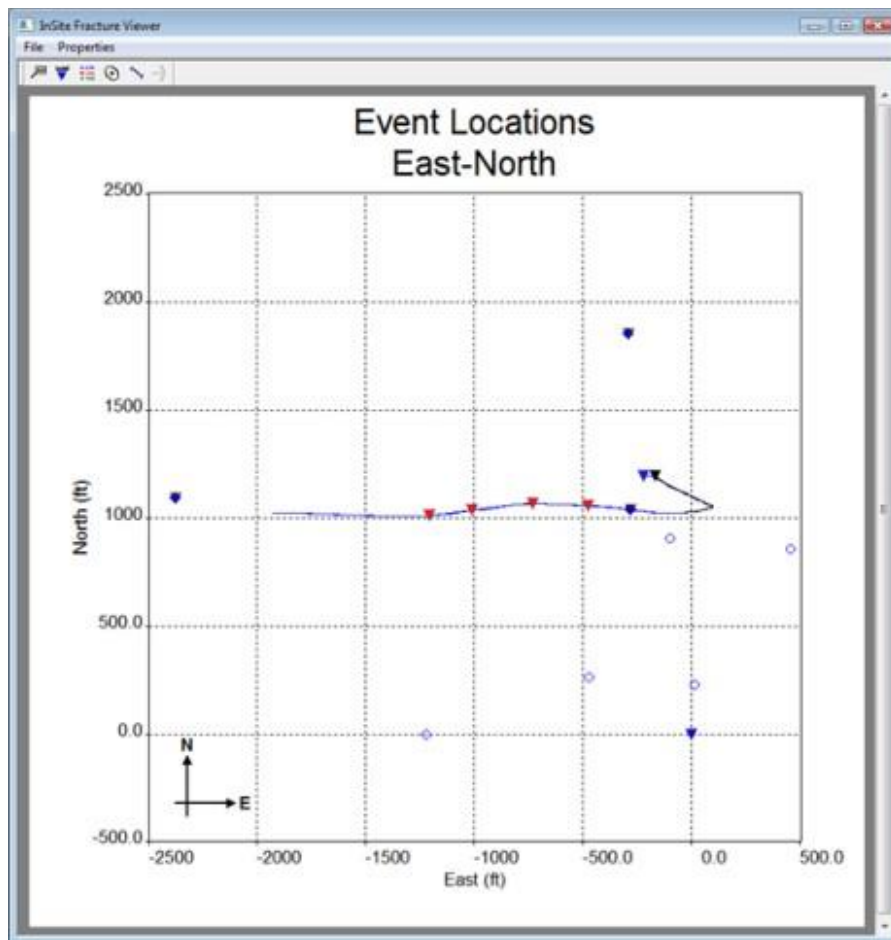 InSite Fracture Viewer
File Properties
Event Locations
East-North
2500
2000
1500
1000
500.0
0.0
-500.0
North (ft)
N
E
-2500 -2000 -1500 -1000 -500.0 0.0 500.0
East (ft)